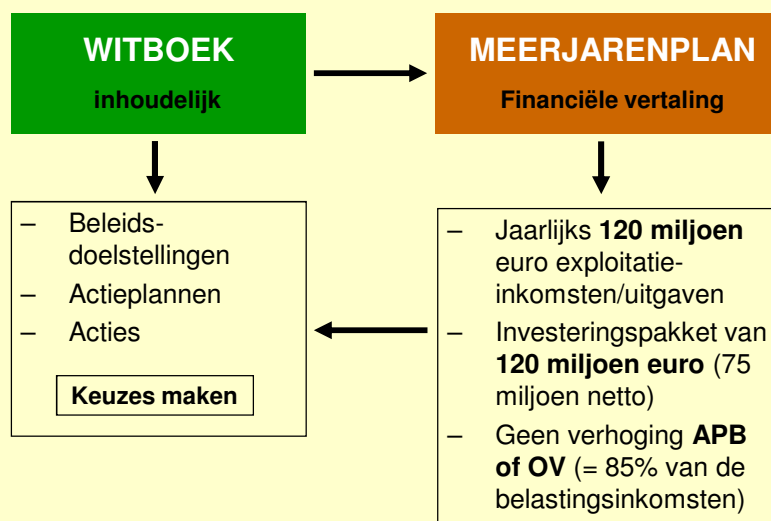 WITBOEK
inhoudelijk
MEERJARENPLAN
Financiële vertaling
– Beleids-
doelstellingen
– Actieplannen
– Acties
Keuzes maken
– Jaarlijks 120 miljoen
euro exploitatie-
inkomsten/uitgaven
– Investeringspakket van
120 miljoen euro (75
miljoen netto)
– Geen verhoging APB
of OV (= 85% van de
belastingsinkomsten)